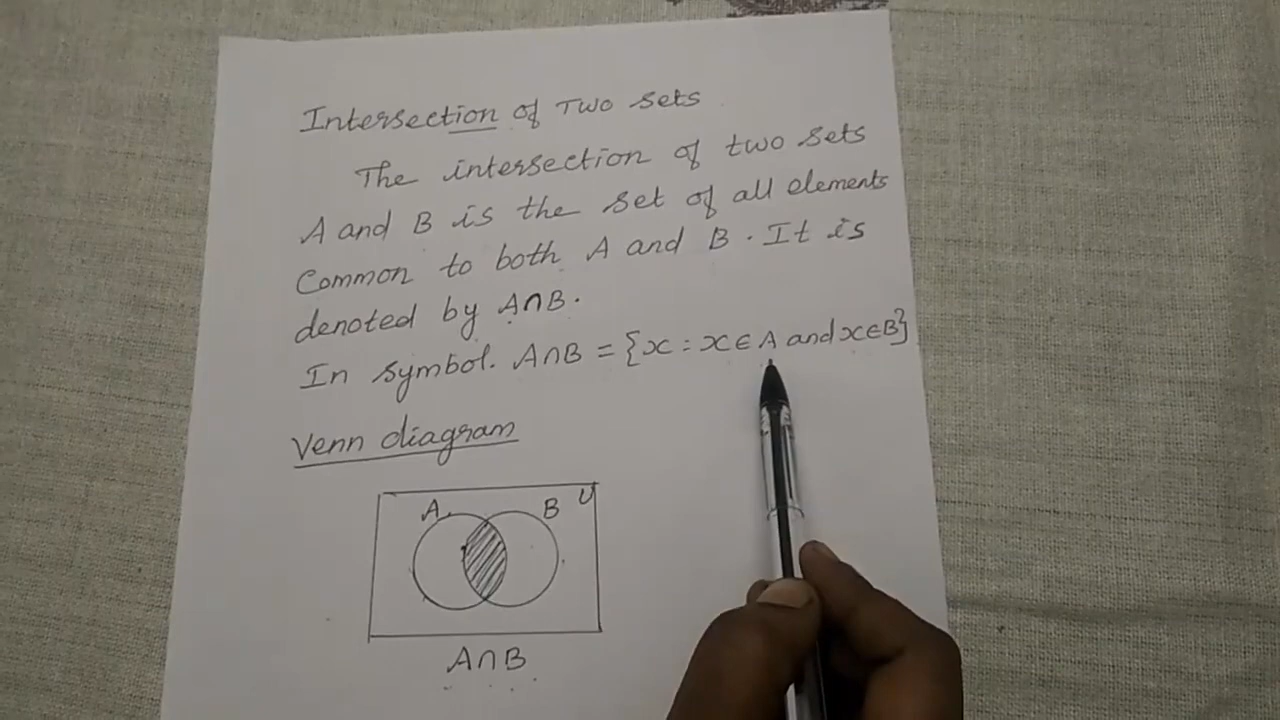 Intersection of Two sets
The intersection of two sets
A and B is the set of all elements
Common to both A and B. It is
denoted by A∩B.
In symbol. A∩B = {x : x∈A and x∈B}
Venn diagram
A B U
A∩B